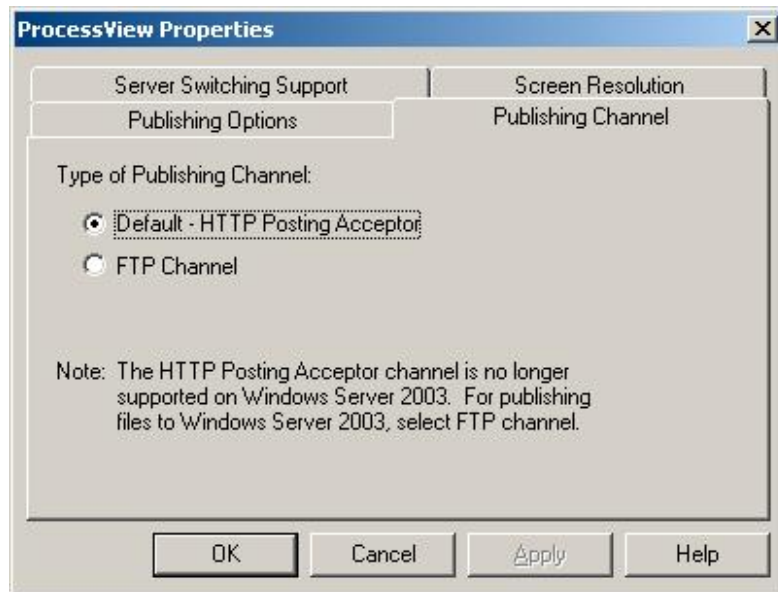 ProcessView Properties
Server Switching Support
Screen Resolution
Publishing Options
Publishing Channel
Type of Publishing Channel:
Default - HTTP Posting Acceptor
FTP Channel
Note: The HTTP Posting Acceptor channel is no longer
supported on Windows Server 2003. For publishing
files to Windows Server 2003, select FTP channel.
OK
Cancel
Apply
Help